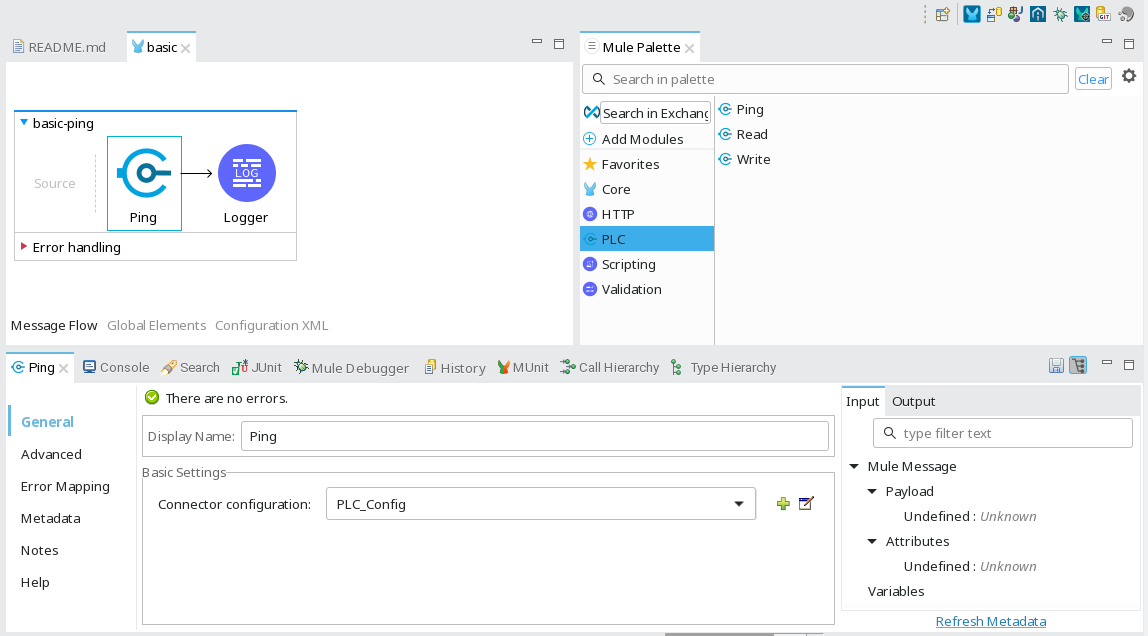 GIT
README.md
basic
Mule Palette
Search in palette
Clear
basic-ping
Source
LOG
Ping
Logger
Error handling
Message Flow
Global Elements
Configuration XML
Search in Exchang
Add Modules
Favorites
Core
HTTP
PLC
Scripting
Validation
Ping
Read
Write
Ping
Console
Search
JUnit
Mule Debugger
History
MUnit
Call Hierarchy
Type Hierarchy
General
Advanced
Error Mapping
Metadata
Notes
Help
There are no errors.
Display Name: Ping
Basic Settings
Connector configuration: PLC_Config
Input
Output
type filter text
Mule Message
Payload
Undefined : Unknown
Attributes
Undefined : Unknown
Variables
Refresh Metadata